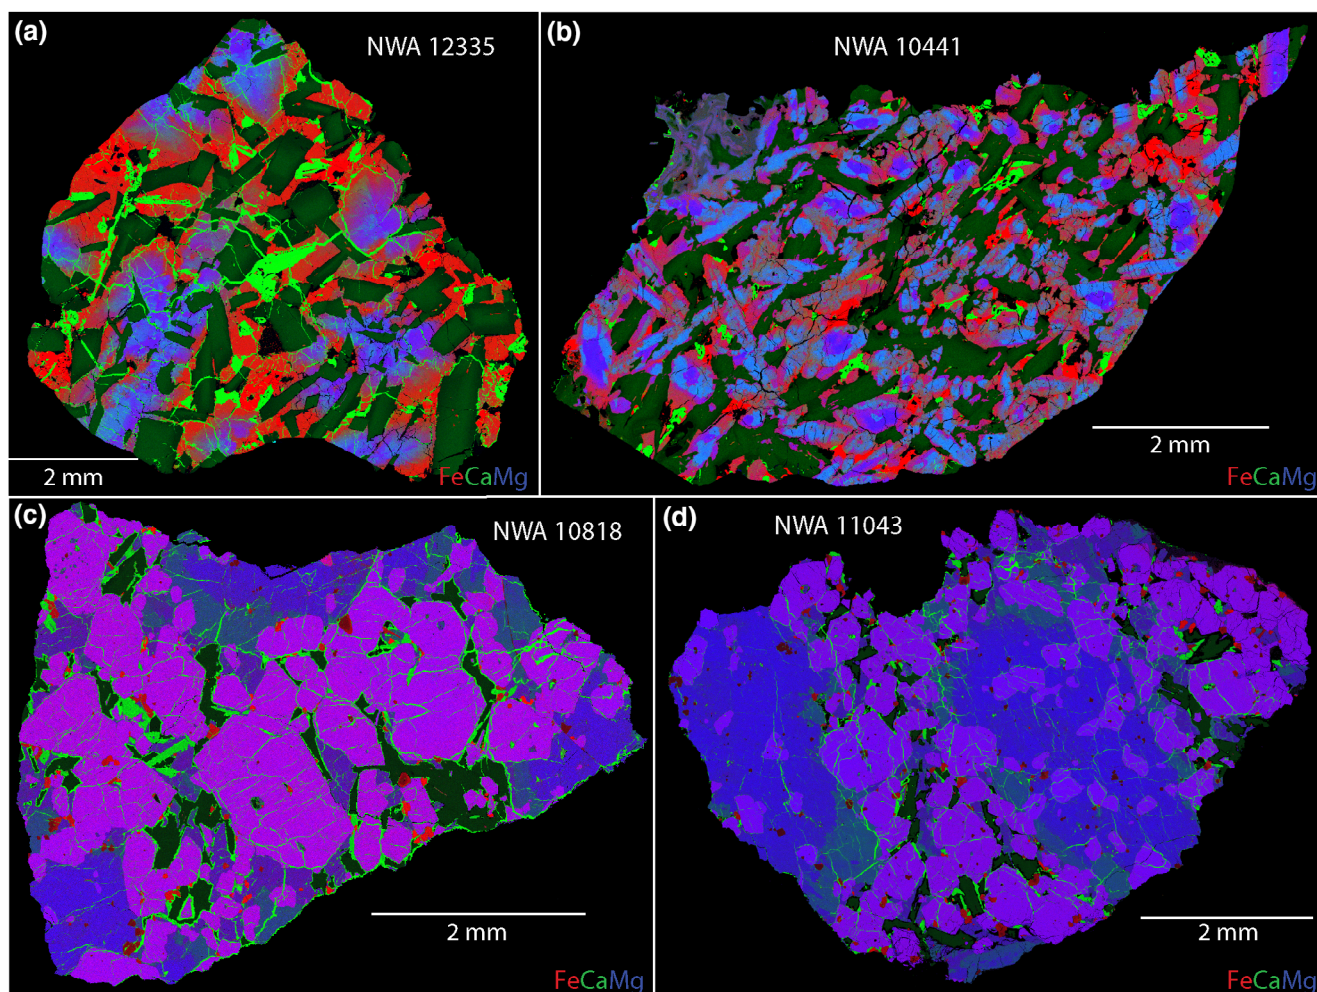 (a)
NWA 12335
2 mm
FeCaMg
(b)
NWA 10441
2 mm
FeCaMg
(c)
NWA 10818
2 mm
FeCaMg
(d)
NWA 11043
2 mm
FeCaMg